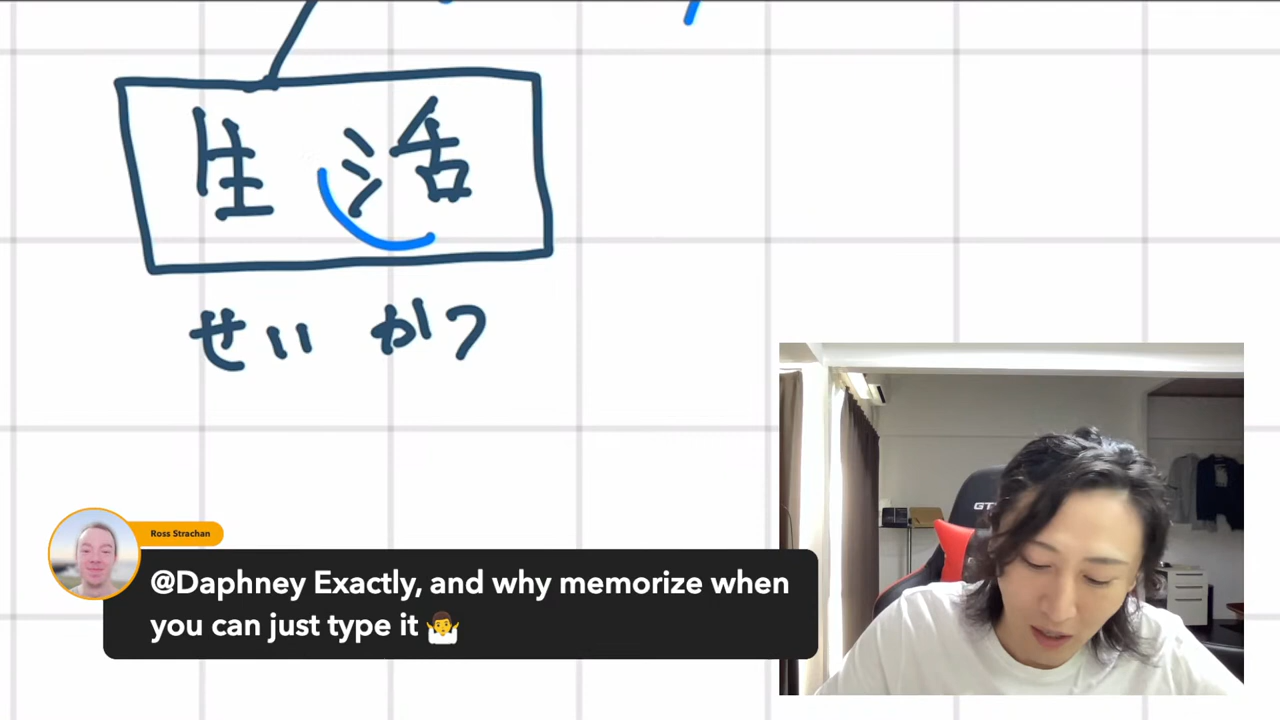 生活
せいかつ
GT
Ross Strachan
@Daphney Exactly, and why memorize when
you can just type it 🤷‍♂️